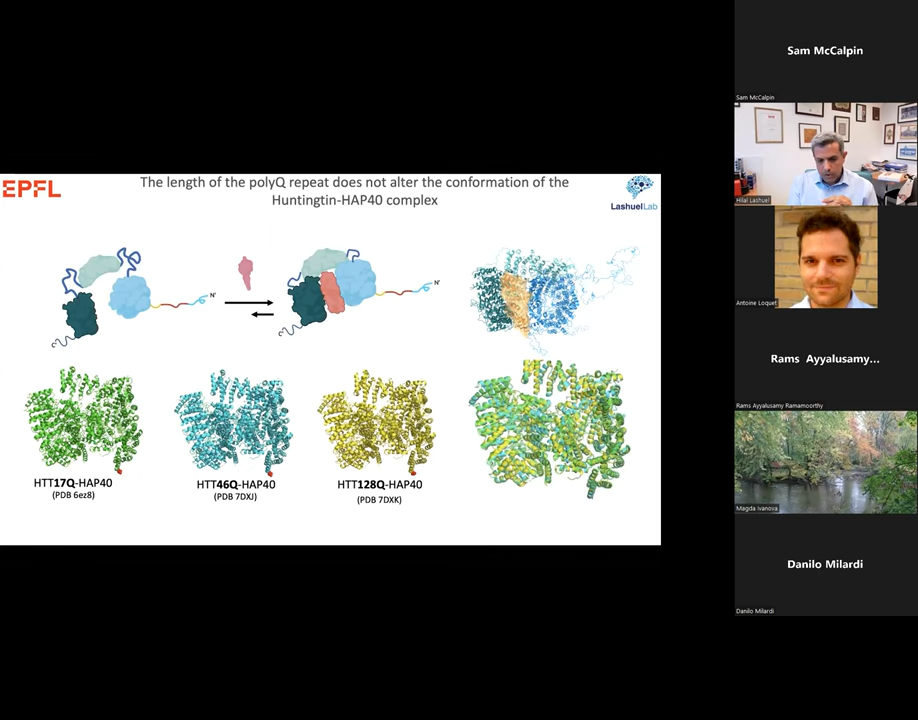 EPFL
The length of the polyQ repeat does not alter the conformation of the
Huntingtin-HAP40 complex
LashuelLab
N'
N'
HTT17Q-HAP40
(PDB 6ez8)
HTT46Q-HAP40
(PDB 7DXJ)
HTT128Q-HAP40
(PDB 7DXK)
Sam McCalpin
Sam McCalpin
Hilal Lashuel
Antoine Loquet
Rams Ayyalusamy...
Rams Ayyalusamy Ramamoorthy
Magda Ivanova
Danilo Milardi
Danilo Milardi